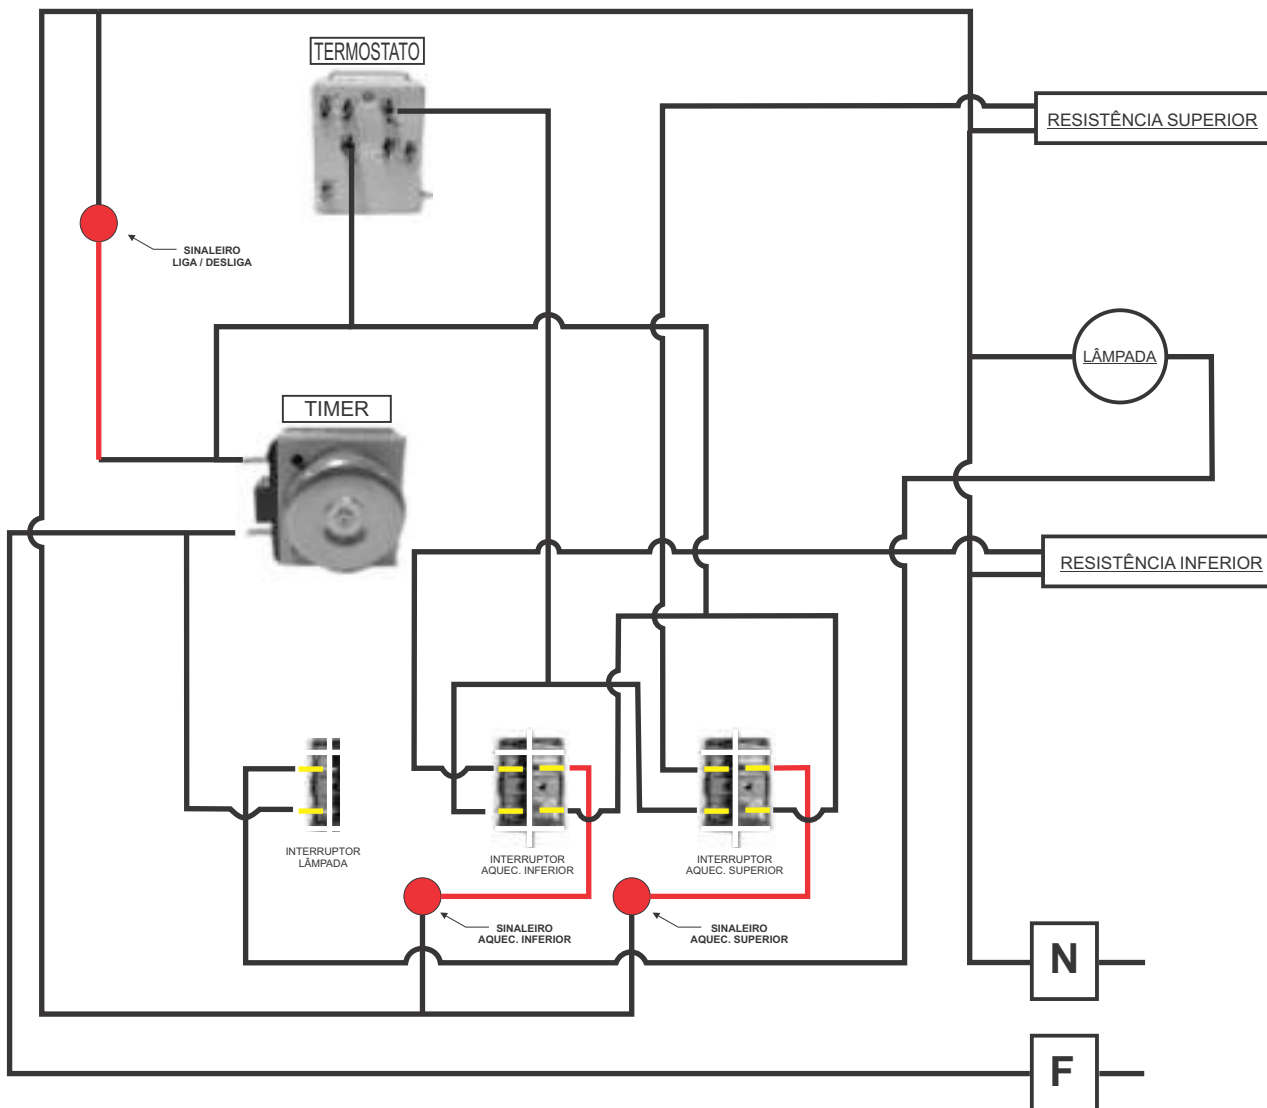 TERMOSTATO
RESISTÊNCIA SUPERIOR
SINALEIRO
LIGA / DESLIGA
LÂMPADA
TIMER
RESISTÊNCIA INFERIOR
INTERRUPTOR
LÂMPADA
INTERRUPTOR
AQUEC. INFERIOR
INTERRUPTOR
AQUEC. SUPERIOR
SINALEIRO
AQUEC. INFERIOR
SINALEIRO
AQUEC. SUPERIOR
N
F